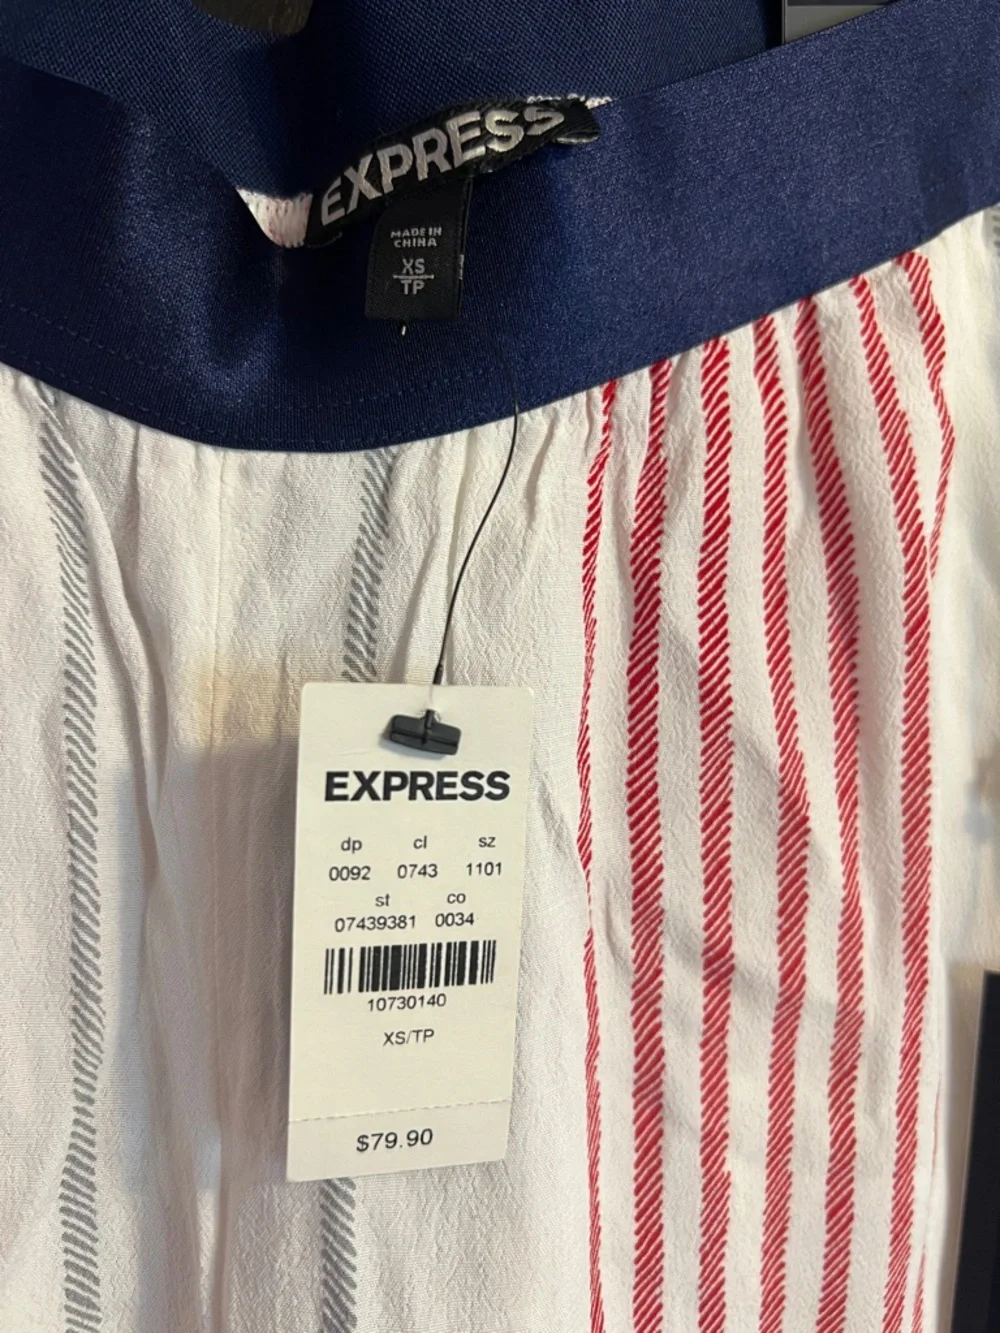 EXPRESS
MADE IN
CHINA
XS
TP
EXPRESS
dp cl sz
0092 0743 1101
st co
07439381 0034
10730140
XS/TP
$79.90